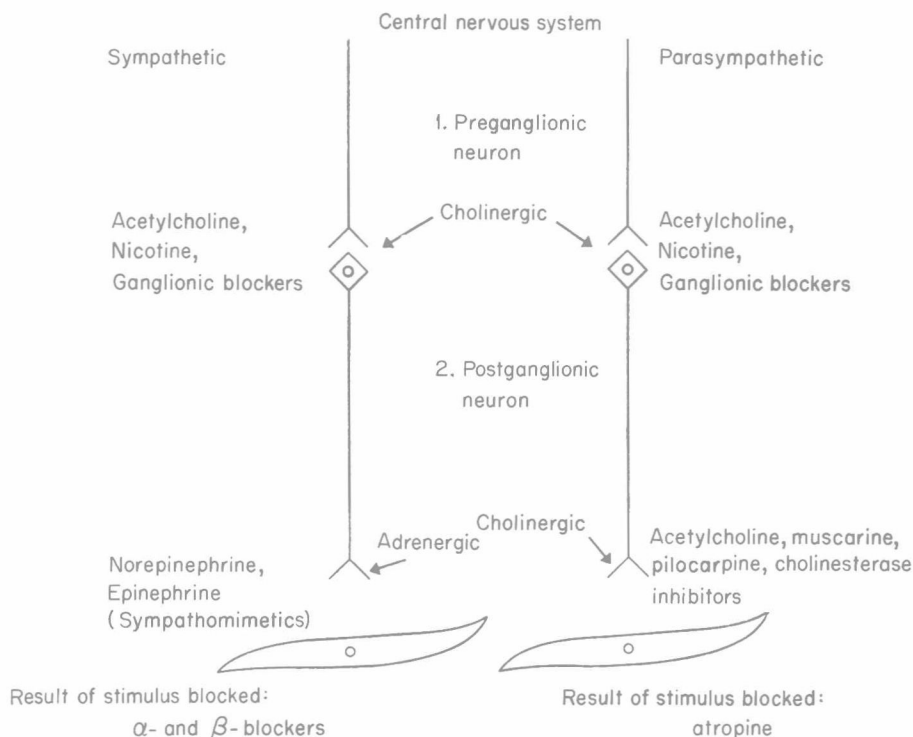 Central nervous system
Sympathetic
Parasympathetic
1. Preganglionic
neuron
Cholinergic
Acetylcholine,
Nicotine,
Ganglionic blockers
Acetylcholine,
Nicotine,
Ganglionic blockers
2. Postganglionic
neuron
Cholinergic
Adrenergic
Norepinephrine,
Epinephrine
(Sympathomimetics)
Acetylcholine, muscarine,
pilocarpine, cholinesterase
inhibitors
Result of stimulus blocked:
α- and β-blockers
Result of stimulus blocked:
atropine